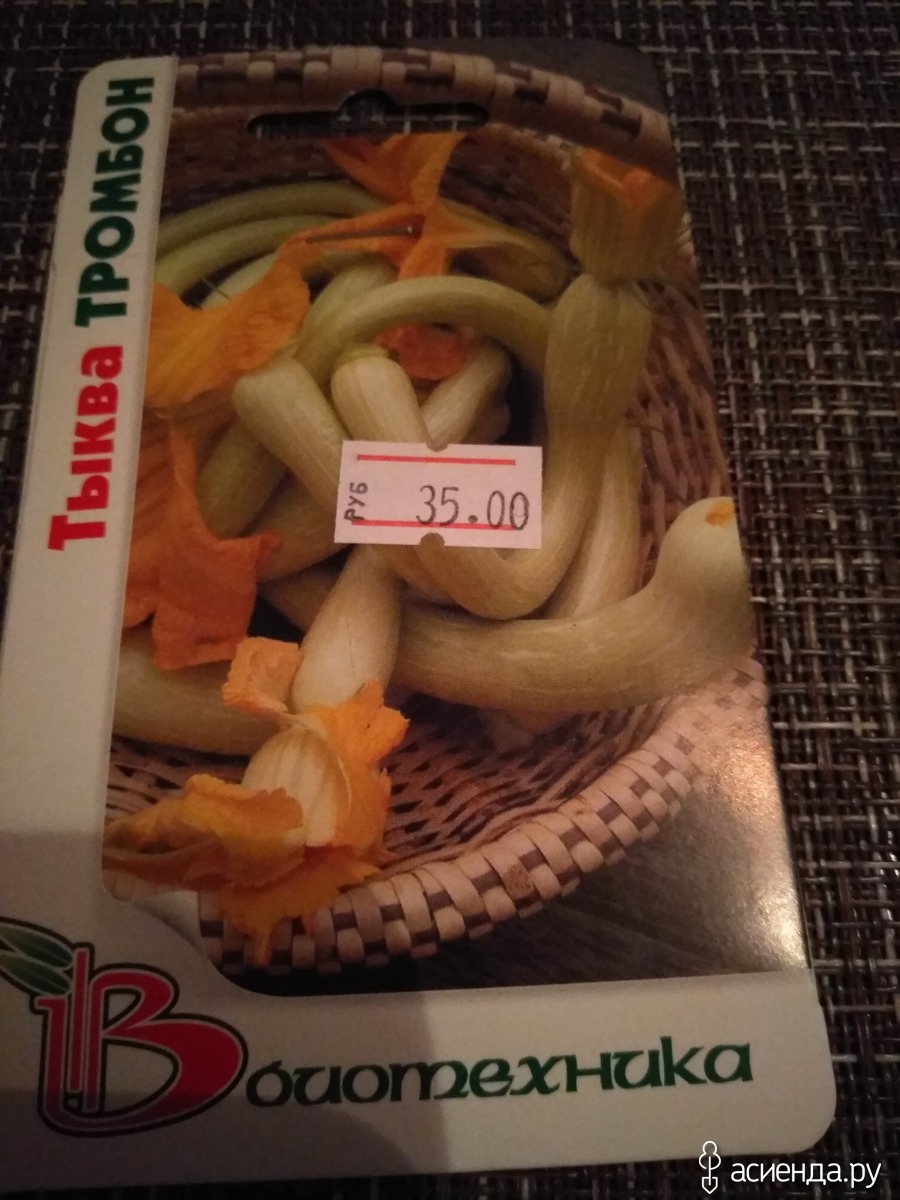 Тыква ТРОМБОН
РУБ 35.00
В
биотехника
асиенда.ру